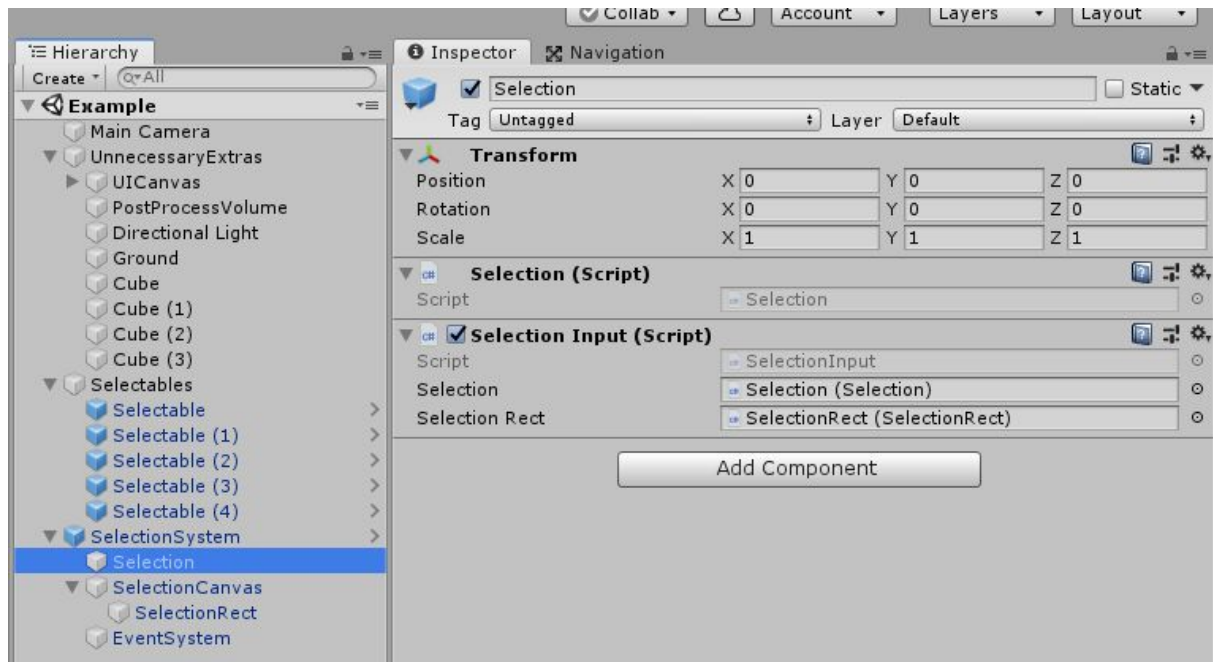 Collab Account Layers Layout
Hierarchy
Create All
Example
Main Camera
UnnecessaryExtras
UICanvas
PostProcessVolume
Directional Light
Ground
Cube
Cube (1)
Cube (2)
Cube (3)
Selectables
Selectable
Selectable (1)
Selectable (2)
Selectable (3)
Selectable (4)
SelectionSystem
Selection
SelectionCanvas
SelectionRect
EventSystem
Inspector Navigation
Selection Static
Tag Untagged Layer Default
Transform
Position X 0 Y 0 Z 0
Rotation X 0 Y 0 Z 0
Scale X 1 Y 1 Z 1
Selection (Script)
Script Selection
Selection Input (Script)
Script SelectionInput
Selection Selection (Selection)
Selection Rect SelectionRect (SelectionRect)
Add Component